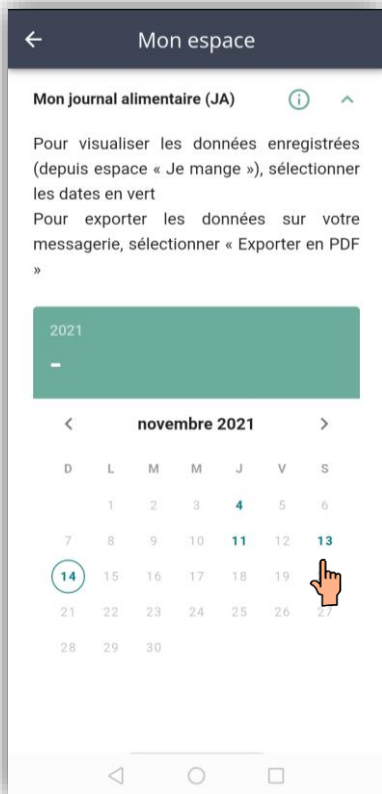 Mon espace
Mon journal alimentaire (JA)
Pour visualiser les données enregistrées
(depuis espace « Je mange »), sélectionner
les dates en vert
Pour exporter les données sur votre
messagerie, sélectionner « Exporter en PDF
»
2021
-
novembre 2021
D L M M J V S
1 2 3 4 5 6
7 8 9 10 11 12 13
14 15 16 17 18 19
21 22 23 24 25 26 27
28 29 30